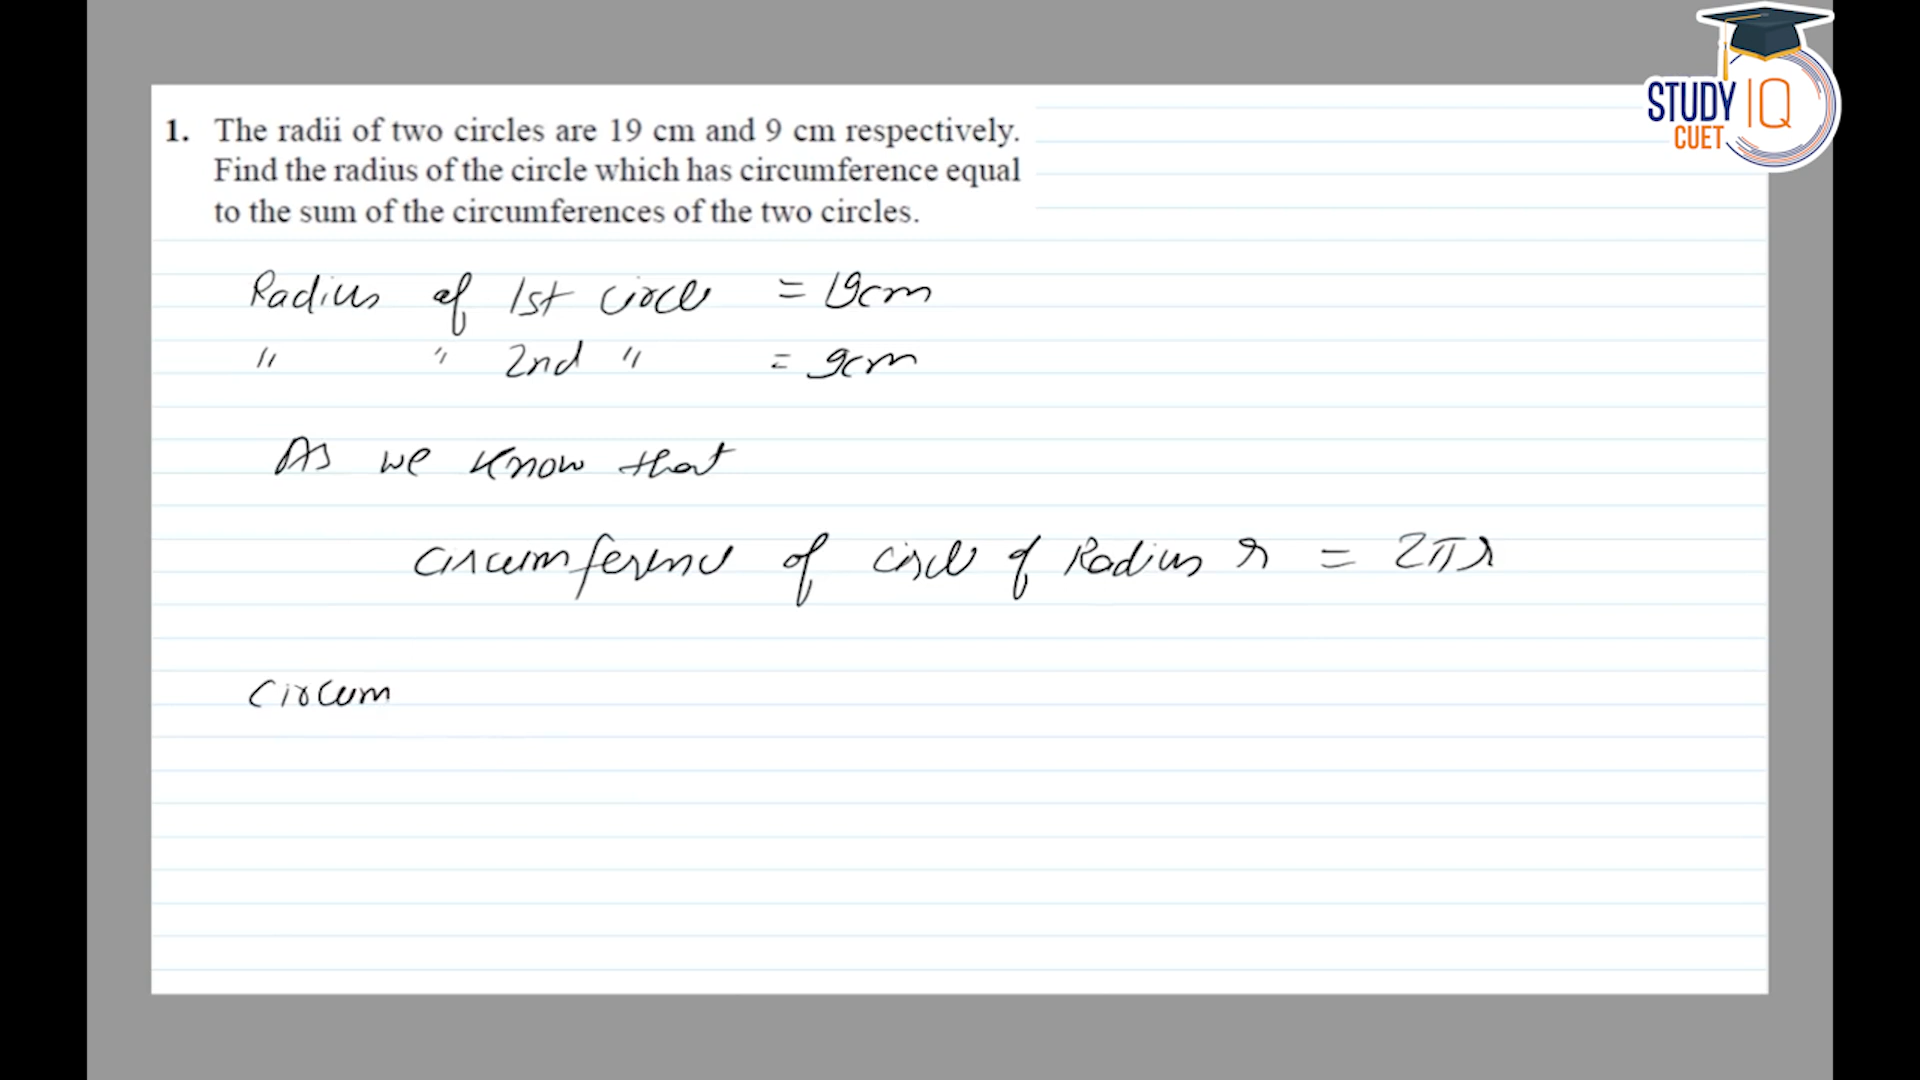 STUDY IQ
CUET
1. The radii of two circles are 19 cm and 9 cm respectively.
Find the radius of the circle which has circumference equal
to the sum of the circumferences of the two circles.
Radius of 1st circle = 19cm
" " 2nd " = 9cm
As we know that
circumference of circle of Radius r = 2πr
Circum